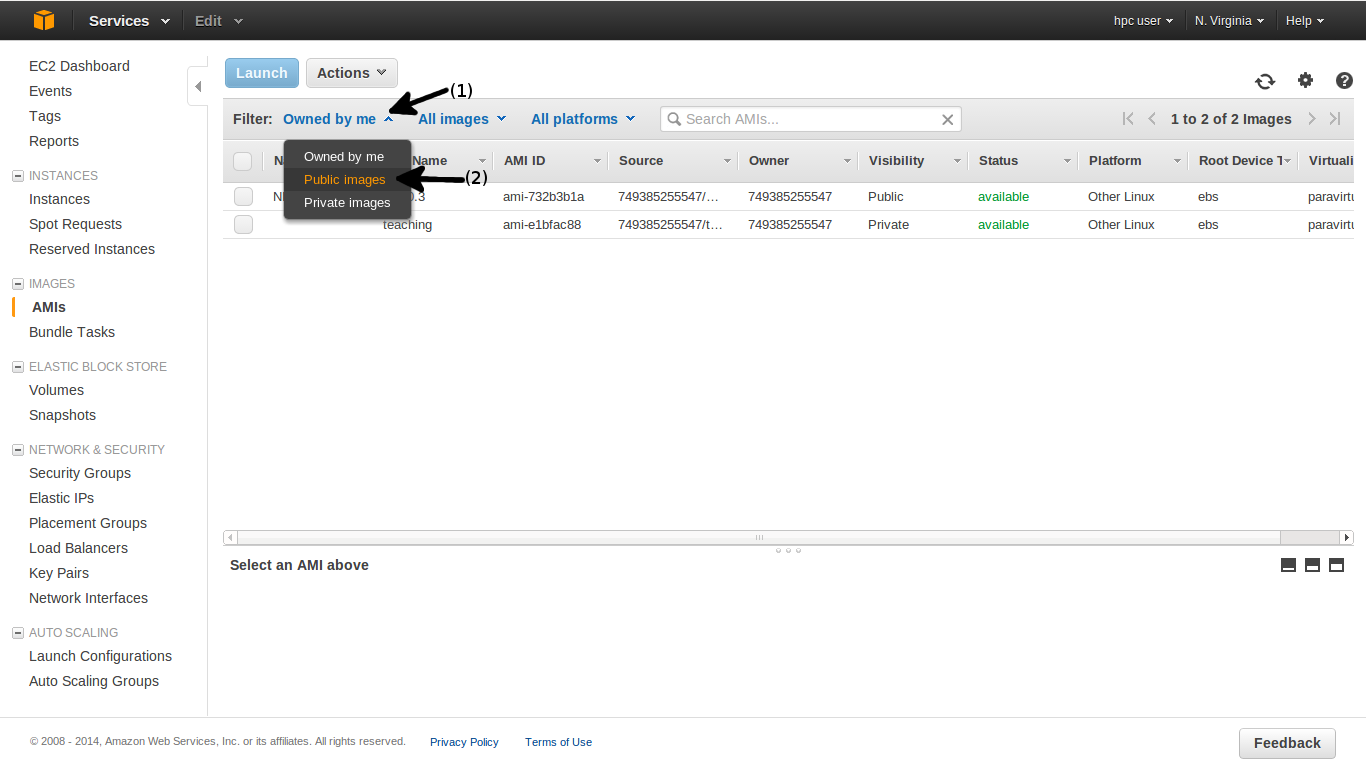 Services Edit hpc user N. Virginia Help
EC2 Dashboard
Events
Tags
Reports
INSTANCES
Instances
Spot Requests
Reserved Instances
IMAGES
AMIs
Bundle Tasks
ELASTIC BLOCK STORE
Volumes
Snapshots
NETWORK & SECURITY
Security Groups
Elastic IPs
Placement Groups
Load Balancers
Key Pairs
Network Interfaces
AUTO SCALING
Launch Configurations
Auto Scaling Groups
Launch Actions
(1)
Filter: Owned by me All images All platforms Search AMIs... 1 to 2 of 2 Images
Owned by me
Public images
Private images
(2)
Name AMI ID Source Owner Visibility Status Platform Root Device T Virtuali
.3 ami-732b3b1a 749385255547/... 749385255547 Public available Other Linux ebs paravirtu
teaching ami-e1bfac88 749385255547/t... 749385255547 Private available Other Linux ebs paravirtu
Select an AMI above
© 2008 - 2014, Amazon Web Services, Inc. or its affiliates. All rights reserved. Privacy Policy Terms of Use Feedback